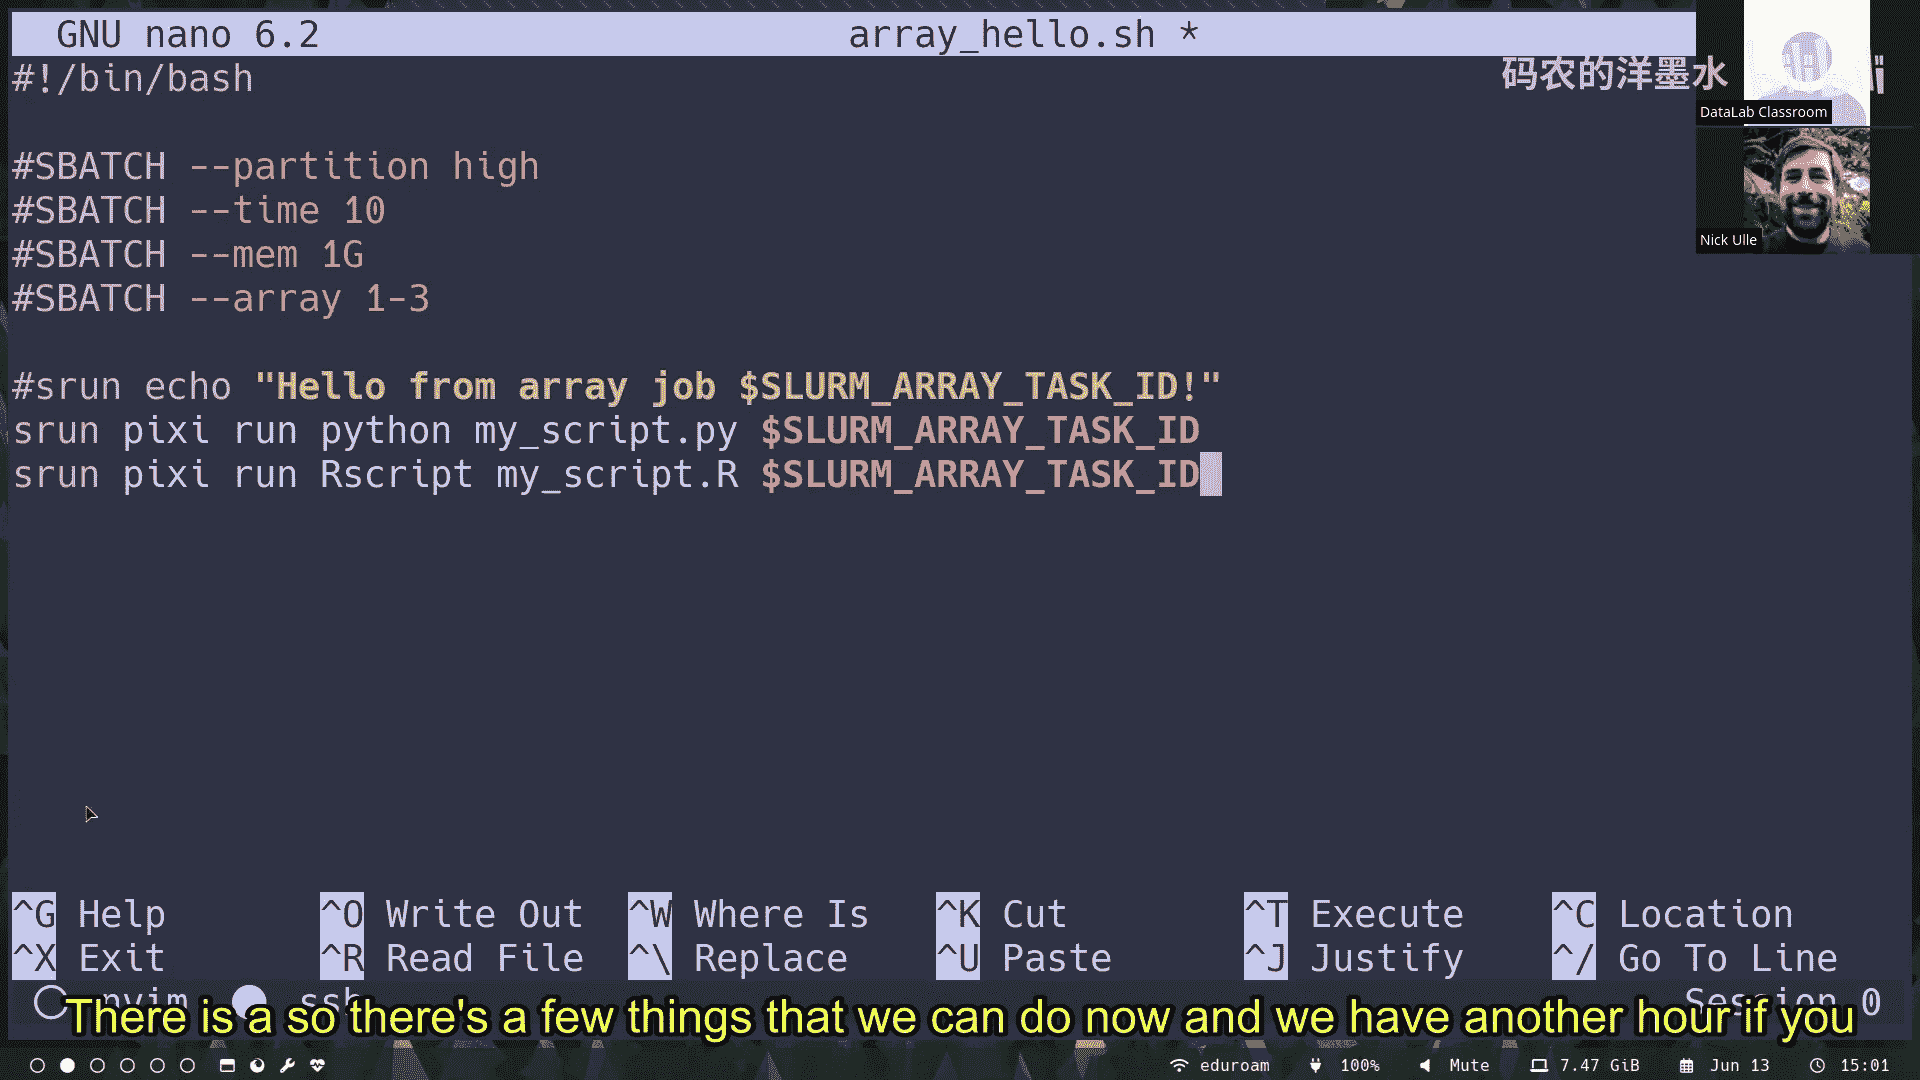 GNU nano 6.2 array_hello.sh *
#!/bin/bash
码农的洋墨水
DataLab Classroom
#SBATCH --partition high
#SBATCH --time 10
#SBATCH --mem 1G
#SBATCH --array 1-3
Nick Ulle
#srun echo "Hello from array job $SLURM_ARRAY_TASK_ID!"
srun pixi run python my_script.py $SLURM_ARRAY_TASK_ID
srun pixi run Rscript my_script.R $SLURM_ARRAY_TASK_ID
^G Help ^O Write Out ^W Where Is ^K Cut ^T Execute ^C Location
^X Exit ^R Read File ^\ Replace ^U Paste ^J Justify ^/ Go To Line
nvim ssh Session 0
There is a so there's a few things that we can do now and we have another hour if you
eduroam 100% Mute 7.47 GiB Jun 13 15:01